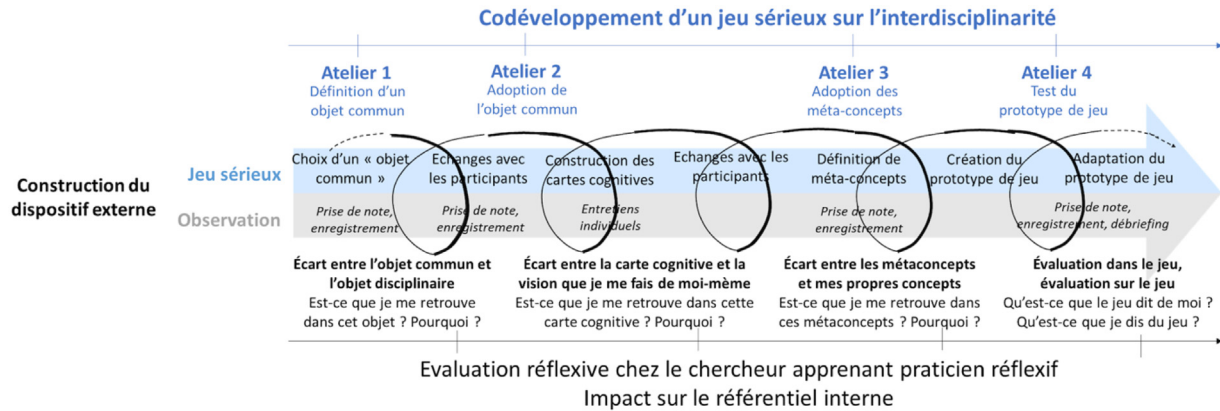 Codéveloppement d'un jeu sérieux sur l'interdisciplinarité
Atelier 1
Définition d'un
objet commun
Atelier 2
Adoption de
l'objet commun
Atelier 3
Adoption des
méta-concepts
Atelier 4
Test du
prototype de jeu
Construction du
dispositif externe
Jeu sérieux
Choix d'un « objet
commun »
Echanges avec
les participants
Construction des
cartes cognitives
Echanges avec les
participants
Définition de
méta-concepts
Création du
prototype de jeu
Adaptation du
prototype de jeu
Observation
Prise de note,
enregistrement
Prise de note,
enregistrement
Entretiens
individuels
Prise de note,
enregistrement
Prise de note,
enregistrement, débriefing
Écart entre l'objet commun et
l'objet disciplinaire
Est-ce que je me retrouve
dans cet objet ? Pourquoi ?
Écart entre la carte cognitive et la
vision que je me fais de moi-mème
Est-ce que je me retrouve dans cette
carte cognitive ? Pourquoi ?
Écart entre les métaconcepts
et mes propres concepts
Est-ce que je me retrouve dans
ces métaconcepts ? Pourquoi ?
Évaluation dans le jeu,
évaluation sur le jeu
Qu'est-ce que le jeu dit de moi ?
Qu'est-ce que je dis du jeu ?
Evaluation réflexive chez le chercheur apprenant praticien réflexif
Impact sur le référentiel interne